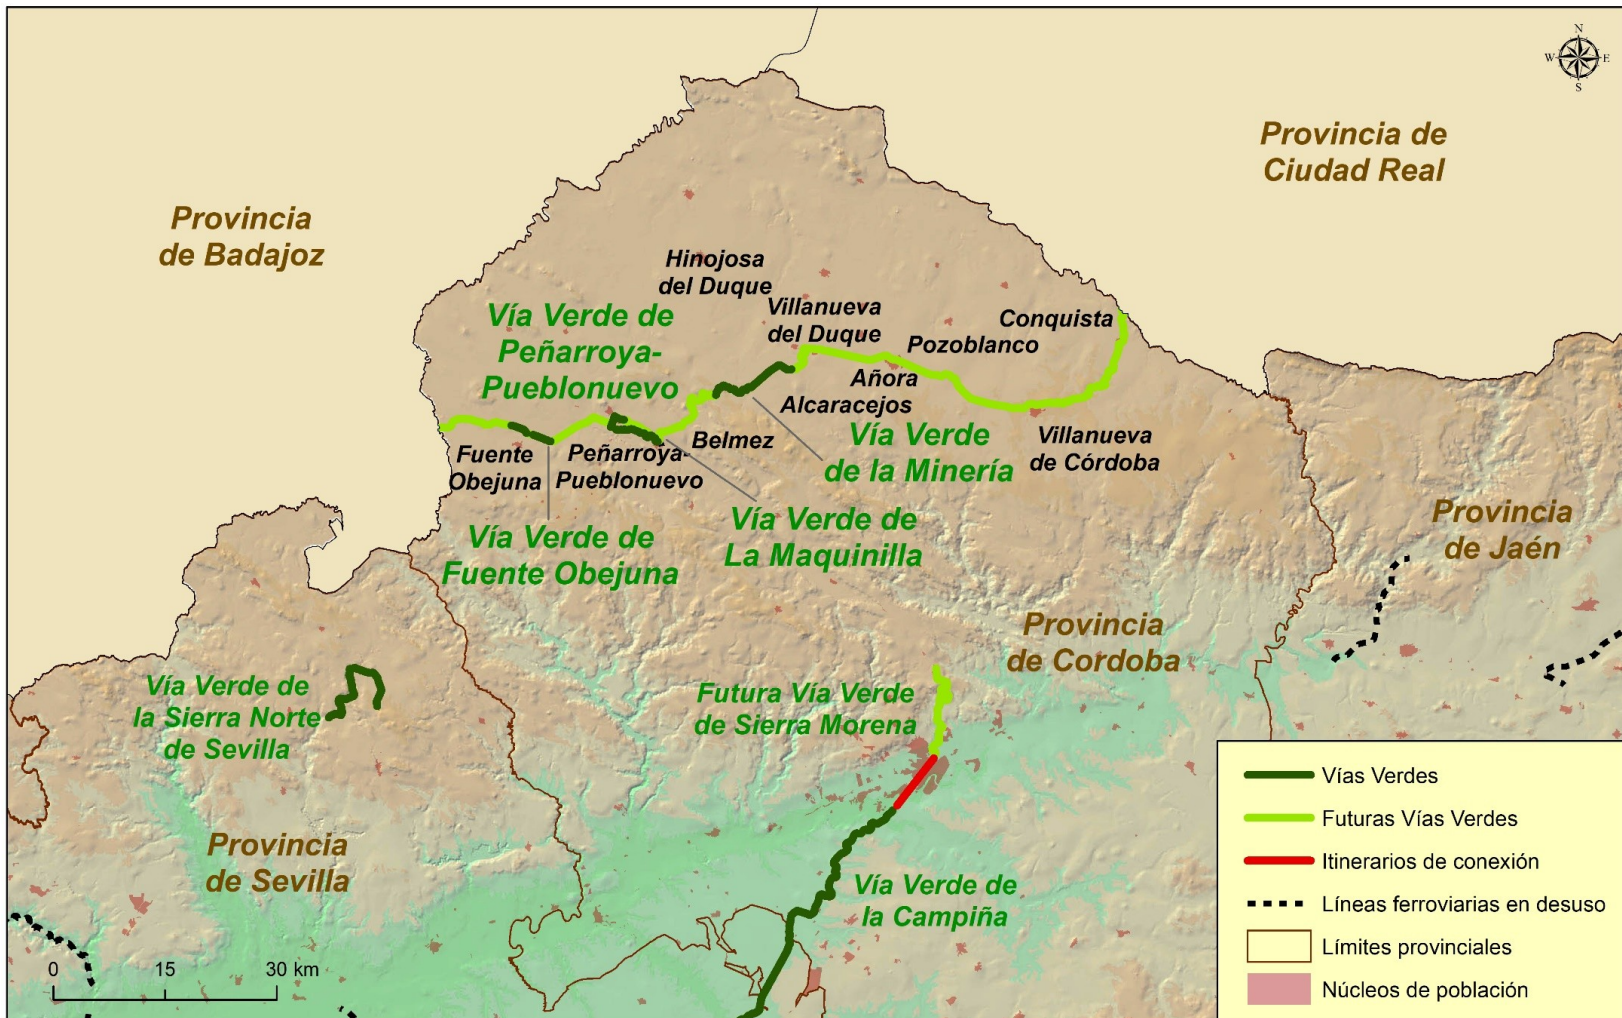 N
W
E
S
Provincia de
Ciudad Real
Provincia
de Badajoz
Hinojosa
del Duque
Villanueva
del Duque
Conquista
Vía Verde de
Peñarroya-
Pueblonuevo
Pozoblanco
Añora
Alcaracejos
Vía Verde
de la Minería
Villanueva
de Córdoba
Belmez
Fuente
Obejuna
Peñarroya-
Pueblonuevo
Vía Verde de
La Maquinilla
Vía Verde de
Fuente Obejuna
Provincia
de Jaén
Provincia
de Cordoba
Vía Verde de
la Sierra Norte
de Sevilla
Futura Vía Verde
de Sierra Morena
Provincia
de Sevilla
Vía Verde de
la Campiña
0 15 30 km
Vías Verdes
Futuras Vías Verdes
Itinerarios de conexión
Líneas ferroviarias en desuso
Límites provinciales
Núcleos de población